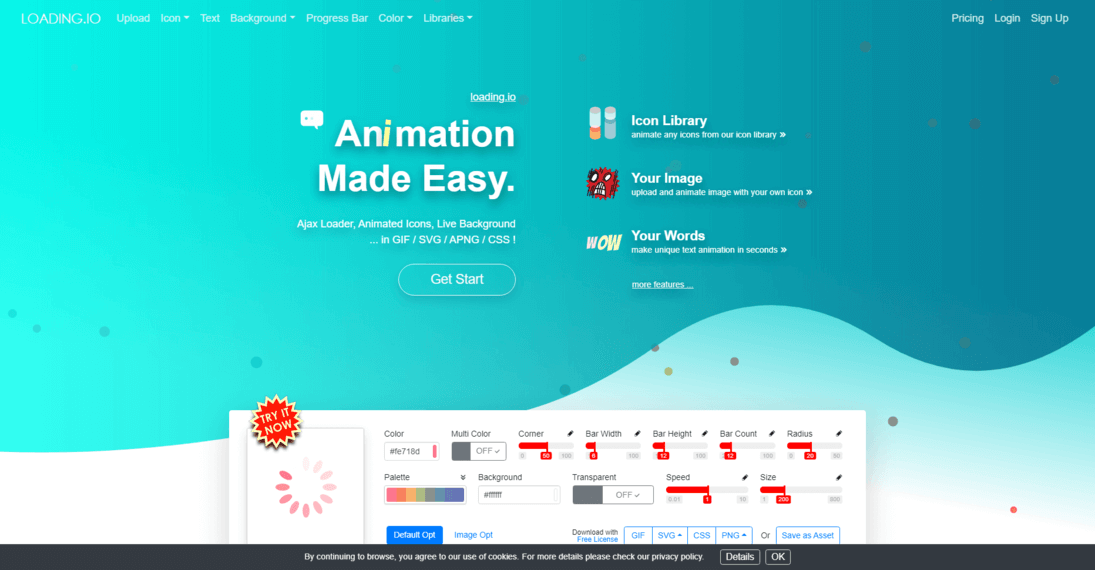 LOADING.IO Upload Icon Text Background Progress Bar Color Libraries Pricing Login Sign Up
loading.io
Animation
Made Easy.
Ajax Loader, Animated Icons, Live Background
... in GIF / SVG / APNG / CSS !
Get Start
Icon Library
animate any icons from our icon library »
Your Image
upload and animate image with your own icon »
WOW
Your Words
make unique text animation in seconds »
more features ...
TRY IT
NOW
Color Multi Color Corner Bar Width Bar Height Bar Count Radius
#fe718d OFF ✓
0 50 100 6 100 12 100 12 100 0 20 50
Palette Background Transparent Speed Size
#ffffff OFF ✓
0.01 1 10 1 200 300
Default Opt Image Opt Download with
Free License GIF SVG CSS PNG Or Save as Asset
By continuing to browse, you agree to our use of cookies. For more details please check our privacy policy. Details OK